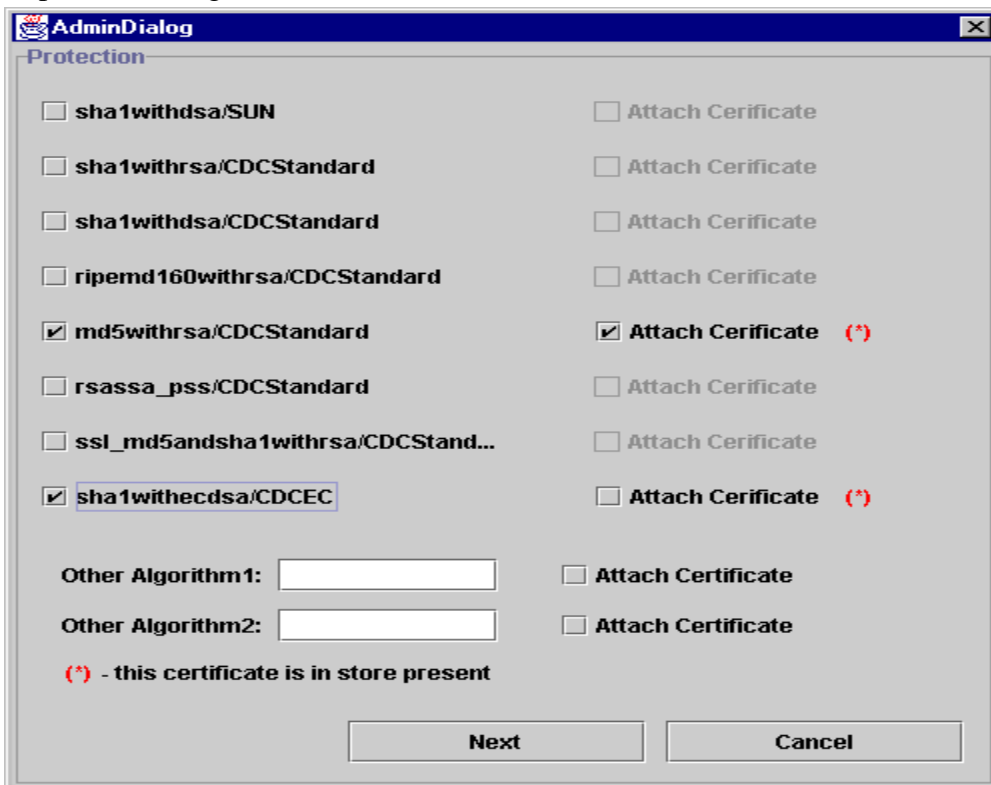 AdminDialog
Protection
sha1withdsa/SUN Attach Cerificate
sha1withrsa/CDCStandard Attach Cerificate
sha1withdsa/CDCStandard Attach Cerificate
ripemd160withrsa/CDCStandard Attach Cerificate
md5withrsa/CDCStandard Attach Cerificate (*)
rsassa_pss/CDCStandard Attach Cerificate
ssl_md5andsha1withrsa/CDCStand... Attach Cerificate
sha1withecdsa/CDCEC Attach Cerificate (*)
Other Algorithm1: Attach Certificate
Other Algorithm2: Attach Certificate
(*) - this certificate is in store present
Next Cancel